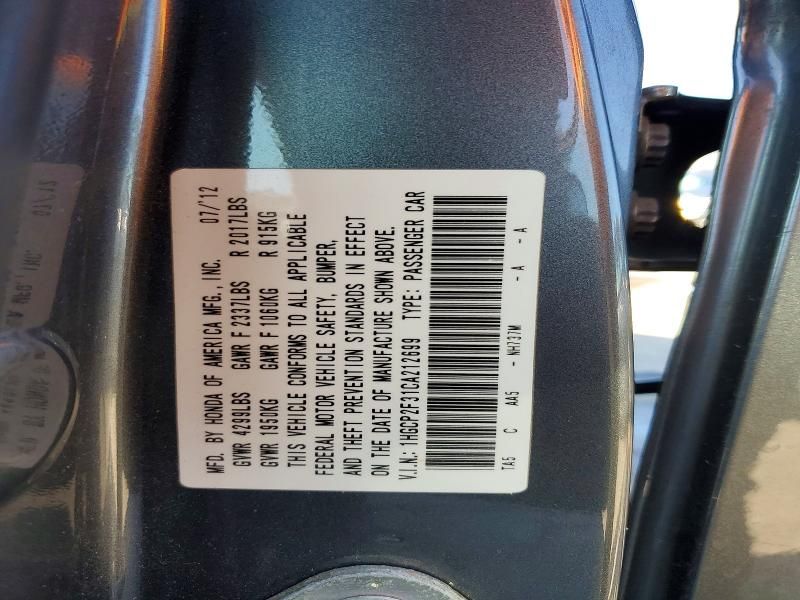 MFD. BY HONDA OF AMERICA MFG., INC. 07/'12
GVWR 4299LBS GAWR F 2337LBS R 2017LBS
GVWR 1950KG GAWR F 1060KG R 915KG
THIS VEHICLE CONFORMS TO ALL APPLICABLE
FEDERAL MOTOR VEHICLE SAFETY, BUMPER,
AND THEFT PREVENTION STANDARDS IN EFFECT
ON THE DATE OF MANUFACTURE SHOWN ABOVE.
V.I.N.: 1HGCP2F31CA212699 TYPE: PASSENGER CAR
TA5 C AA5 - NH737M - A - A